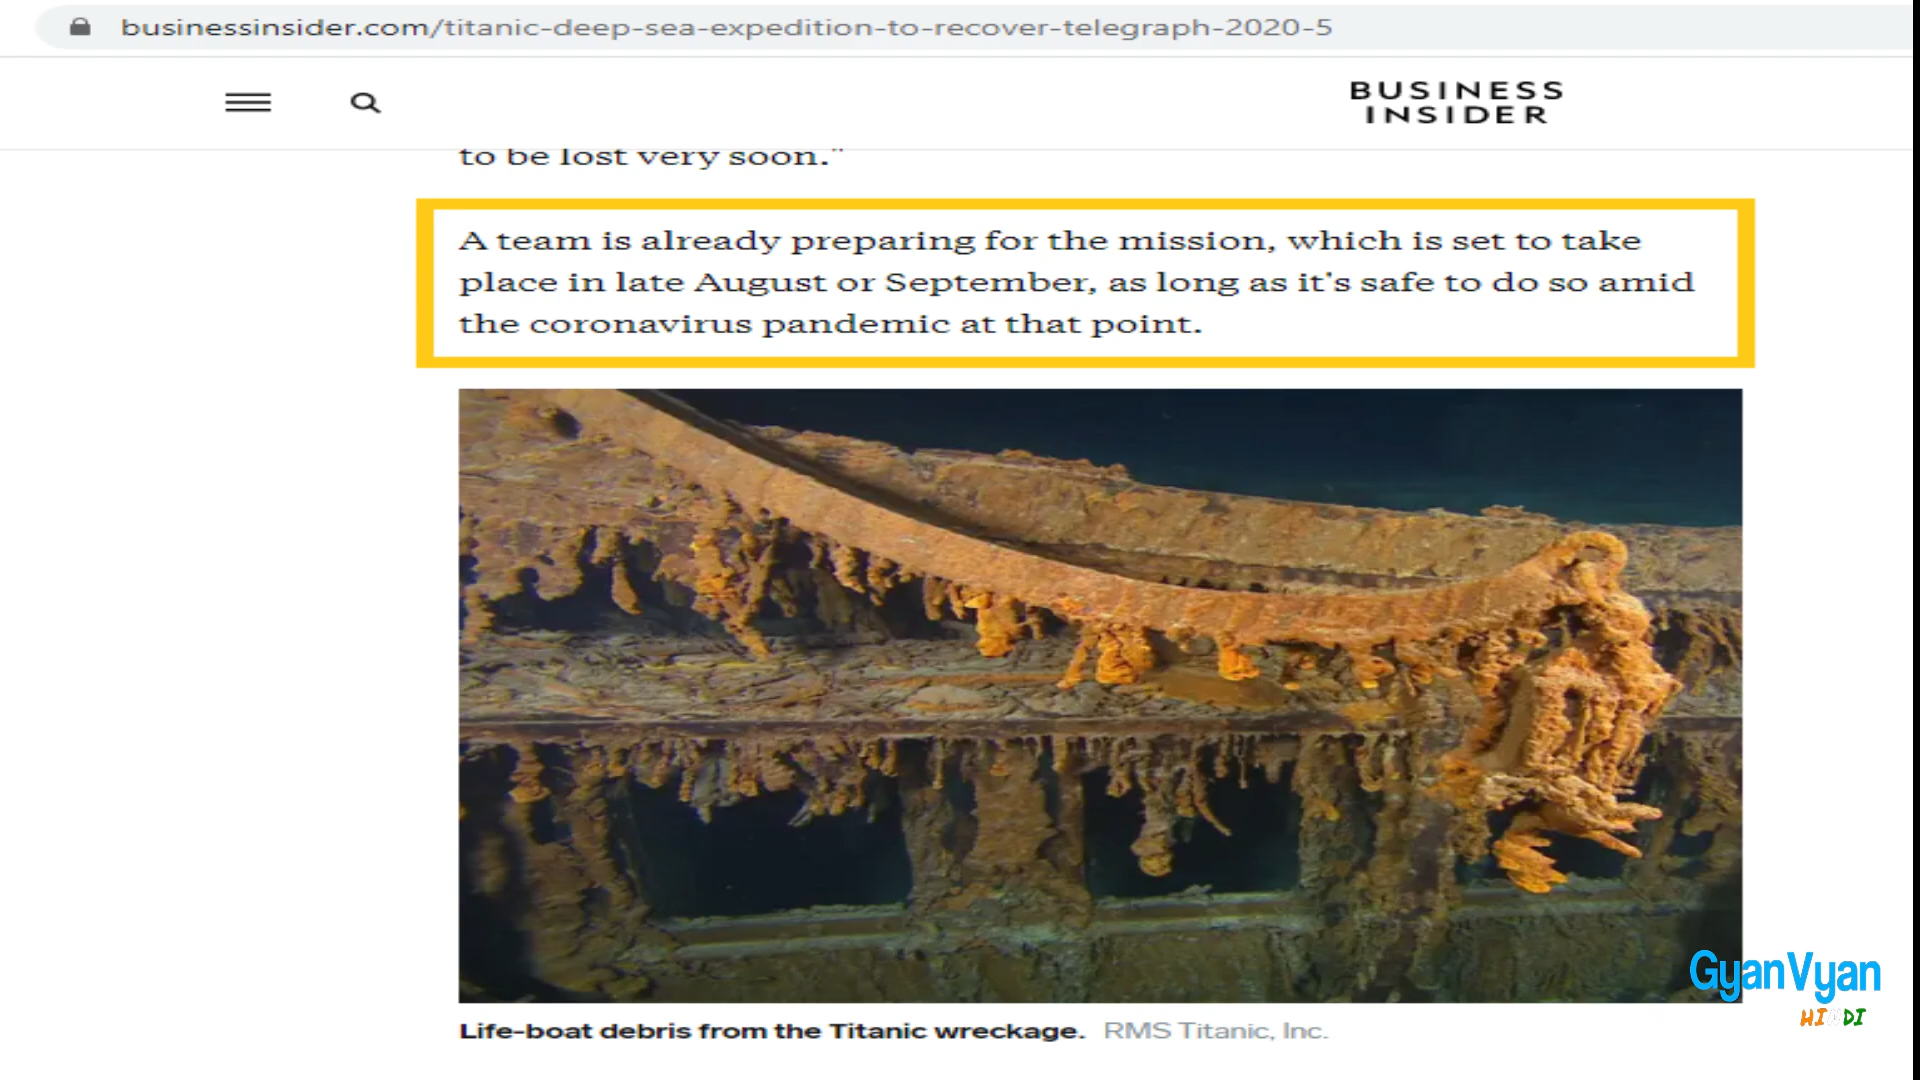 businessinsider.com/titanic-deep-sea-expedition-to-recover-telegraph-2020-5
BUSINESS
INSIDER
to be lost very soon."
A team is already preparing for the mission, which is set to take
place in late August or September, as long as it's safe to do so amid
the coronavirus pandemic at that point.
Life-boat debris from the Titanic wreckage. RMS Titanic, Inc.
GyanVyan
HINDI